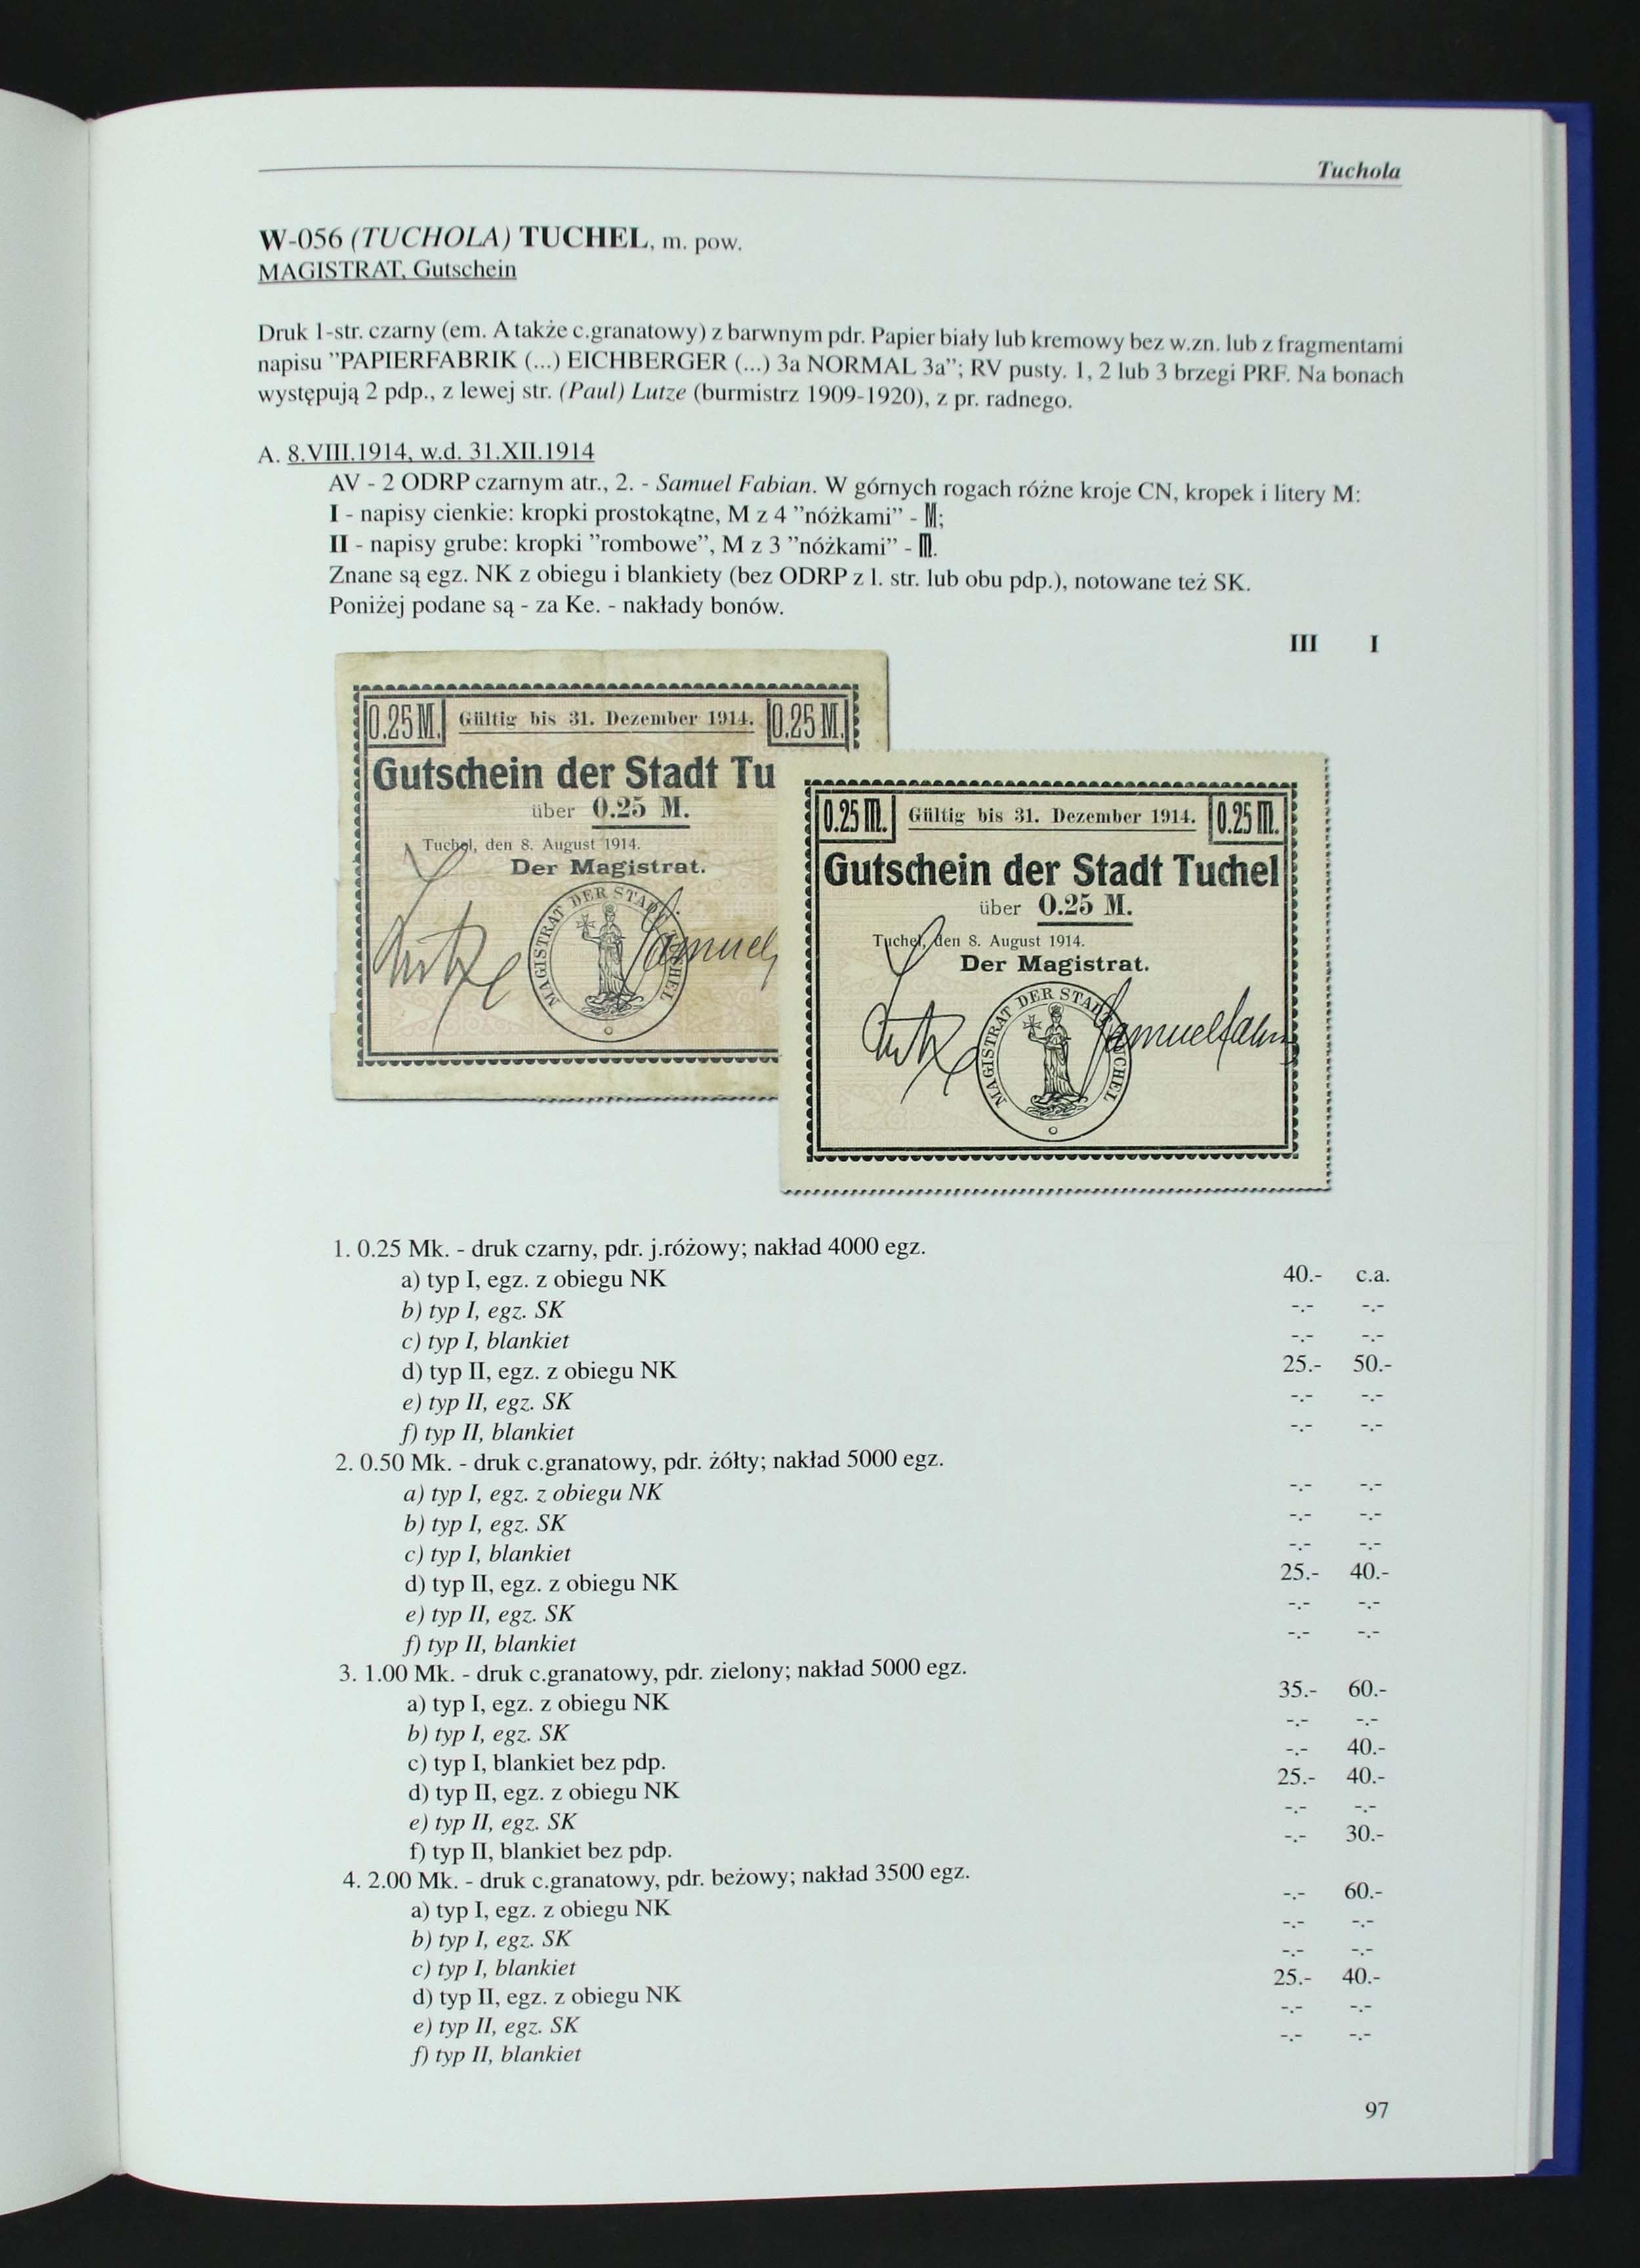 Tuchola
W-056 (TUCHOLA) TUCHEL, m. pow.
MAGISTRAT, Gutschein
Druk 1-str. czarny (em. A także c.granatowy) z barwnym pdr. Papier biały lub kremowy bez w.zn. lub z fragmentami
napisu "PAPIERFABRIK (...) EICHBERGER (...) 3a NORMAL 3a"; RV pusty. 1, 2 lub 3 brzegi PRF. Na bonach
występują 2 pdp., z lewej str. (Paul) Lutze (burmistrz 1909-1920), z pr. radnego.
A. 8.VIII.1914, w.d. 31.XII.1914
AV - 2 ODRP czarnym atr., 2. - Samuel Fabian. W górnych rogach różne kroje CN, kropek i litery M:
I - napisy cienkie: kropki prostokątne, M z 4 "nóżkami" - M;
II - napisy grube: kropki "rombowe", M z 3 "nóżkami" - M.
Znane są egz. NK z obiegu i blankiety (bez ODRP z l. str. lub obu pdp.), notowane też SK.
Poniżej podane są - za Ke. - nakłady bonów.
III I
0.25 M. Gültig bis 31. Dezember 1914. 0.25 M.
Gutschein der Stadt Tu
über 0.25 M.
Tuchel, den 8. August 1914.
Der Magistrat.
MAGISTRAT DER STADT TUCHEL
Lutze Samuel
0.25 M. Gültig bis 31. Dezember 1914. 0.25 M.
Gutschein der Stadt Tuchel
über 0.25 M.
Tuchel, den 8. August 1914.
Der Magistrat.
MAGISTRAT DER STADT TUCHEL
Lutze Samuel Fabian
1. 0.25 Mk. - druk czarny, pdr. j.różowy; nakład 4000 egz.
a) typ I, egz. z obiegu NK 40.- c.a.
b) typ I, egz. SK -.- -.-
c) typ I, blankiet -.- -.-
d) typ II, egz. z obiegu NK 25.- 50.-
e) typ II, egz. SK -.- -.-
f) typ II, blankiet -.- -.-
2. 0.50 Mk. - druk c.granatowy, pdr. żółty; nakład 5000 egz.
a) typ I, egz. z obiegu NK -.- -.-
b) typ I, egz. SK -.- -.-
c) typ I, blankiet -.- -.-
d) typ II, egz. z obiegu NK 25.- 40.-
e) typ II, egz. SK -.- -.-
f) typ II, blankiet -.- -.-
3. 1.00 Mk. - druk c.granatowy, pdr. zielony; nakład 5000 egz.
a) typ I, egz. z obiegu NK 35.- 60.-
b) typ I, egz. SK -.- -.-
c) typ I, blankiet bez pdp. -.- 40.-
d) typ II, egz. z obiegu NK 25.- 40.-
e) typ II, egz. SK -.- -.-
f) typ II, blankiet bez pdp. -.- 30.-
4. 2.00 Mk. - druk c.granatowy, pdr. beżowy; nakład 3500 egz.
a) typ I, egz. z obiegu NK -.- 60.-
b) typ I, egz. SK -.- -.-
c) typ I, blankiet -.- -.-
d) typ II, egz. z obiegu NK 25.- 40.-
e) typ II, egz. SK -.- -.-
f) typ II, blankiet -.- -.-
97